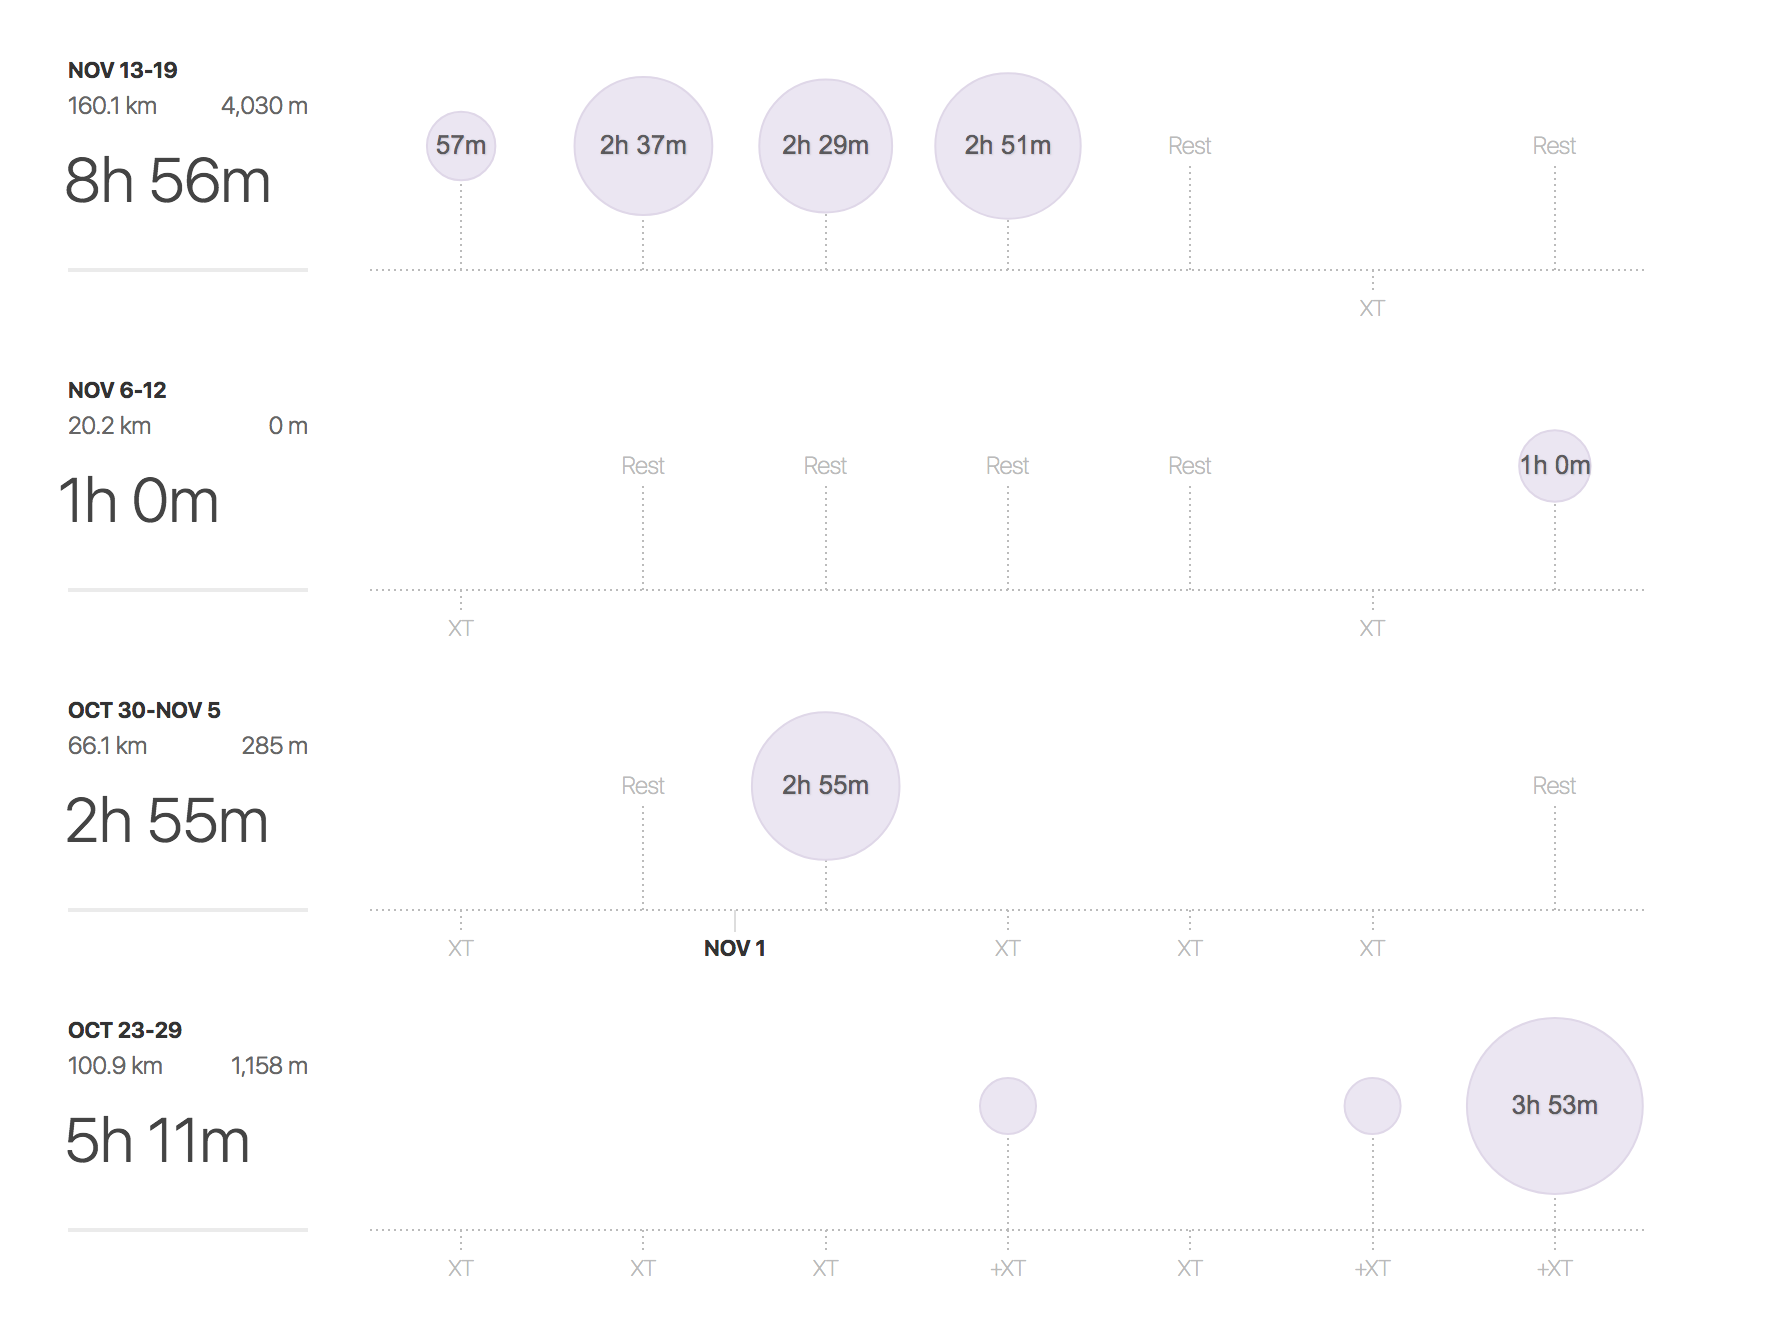 NOV 13-19
160.1 km 4,030 m
8h 56m
57m 2h 37m 2h 29m 2h 51m Rest Rest
XT
NOV 6-12
20.2 km 0 m
1h 0m
Rest Rest Rest Rest 1h 0m
XT XT
OCT 30-NOV 5
66.1 km 285 m
2h 55m
Rest 2h 55m Rest
XT NOV 1 XT XT XT
OCT 23-29
100.9 km 1,158 m
5h 11m
3h 53m
XT XT XT +XT XT +XT +XT